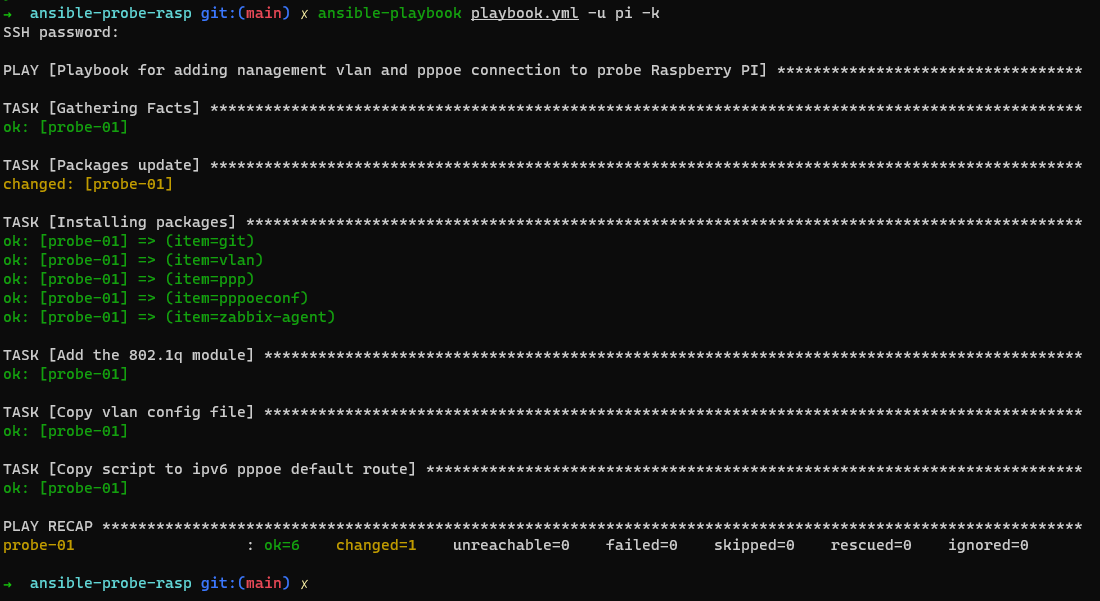 →  ansible-probe-rasp git:(main) ✗ ansible-playbook playbook.yml -u pi -k
SSH password:
PLAY [Playbook for adding nanagement vlan and pppoe connection to probe Raspberry PI] **********************************
TASK [Gathering Facts] *************************************************************************************************
ok: [probe-01]
TASK [Packages update] *************************************************************************************************
changed: [probe-01]
TASK [Installing packages] *********************************************************************************************
ok: [probe-01] => (item=git)
ok: [probe-01] => (item=vlan)
ok: [probe-01] => (item=ppp)
ok: [probe-01] => (item=pppoeconf)
ok: [probe-01] => (item=zabbix-agent)
TASK [Add the 802.1q module] *******************************************************************************************
ok: [probe-01]
TASK [Copy vlan config file] *******************************************************************************************
ok: [probe-01]
TASK [Copy script to ipv6 pppoe default route] *************************************************************************
ok: [probe-01]
PLAY RECAP *************************************************************************************************************
probe-01                   : ok=6    changed=1    unreachable=0    failed=0    skipped=0    rescued=0    ignored=0
→  ansible-probe-rasp git:(main) ✗